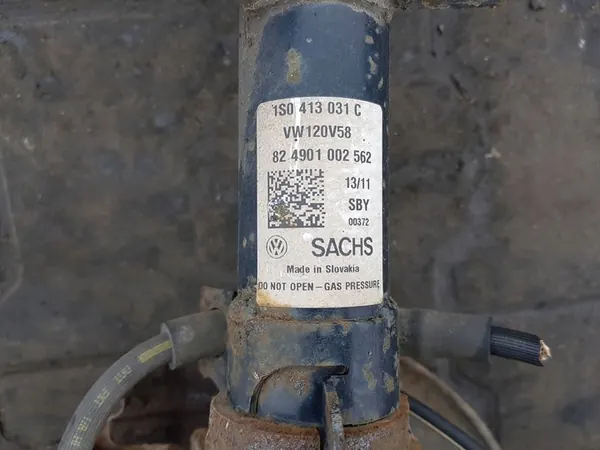 1S0 413 031 C
VW120V58
82 4901 002 562
13/11
SBY
00372
SACHS
Made in Slovakia
DO NOT OPEN – GAS PRESSURE